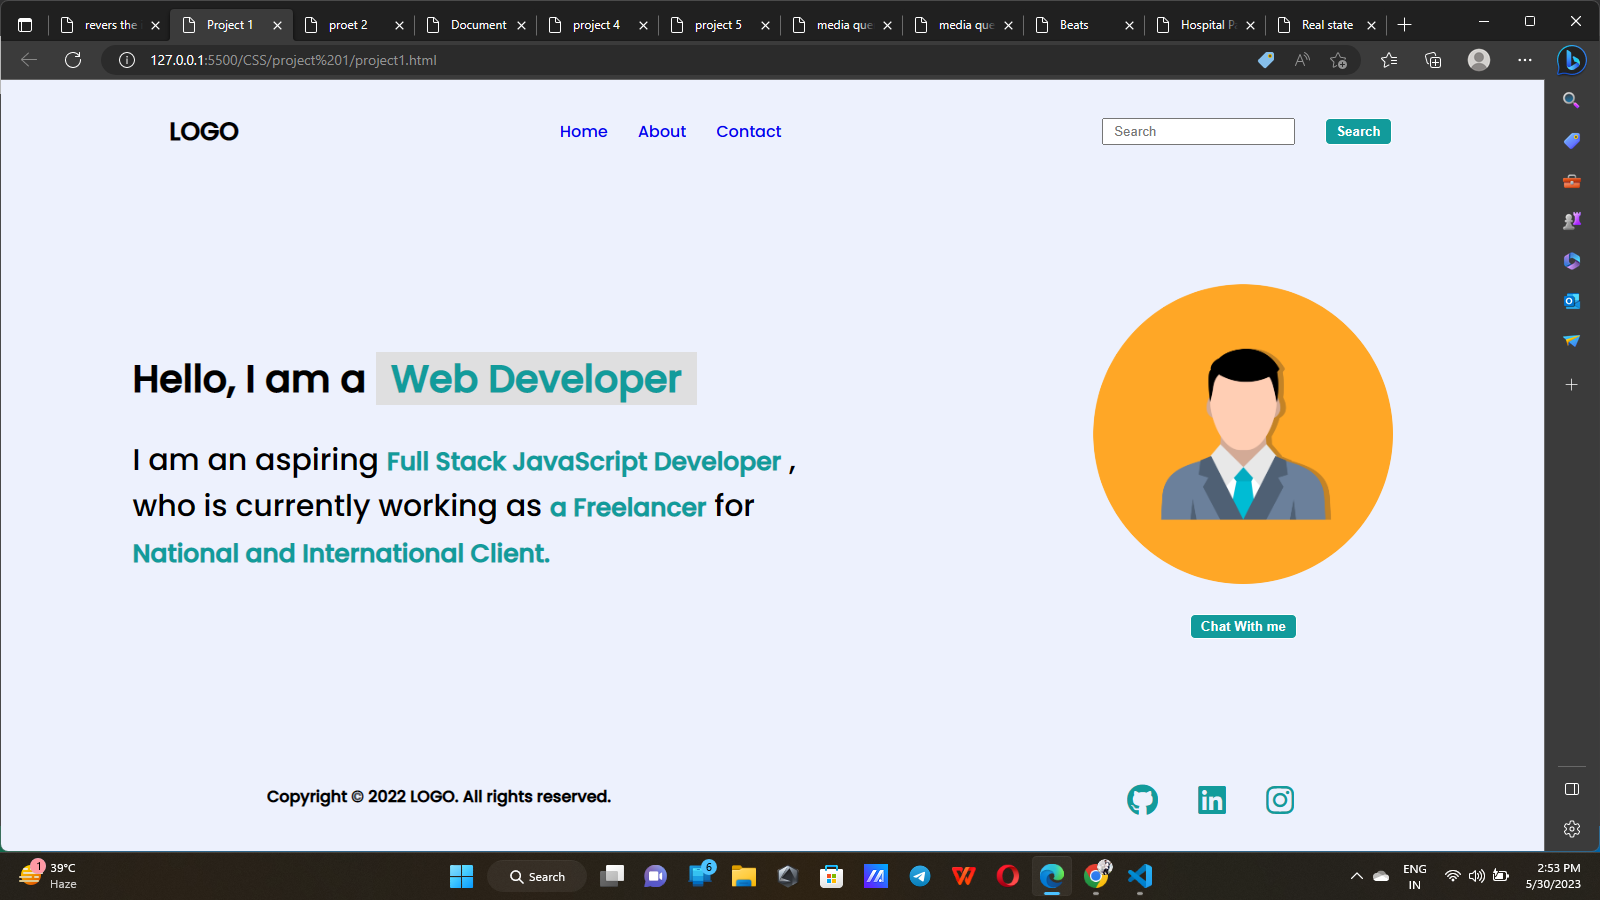 revers the
Project 1
proet 2
Document
project 4
project 5
media que
media que
Beats
Hospital P
Real state
127.0.0.1:5500/CSS/project%201/project1.html
LOGO
Home About Contact
Search
Search
Hello, I am a Web Developer
I am an aspiring Full Stack JavaScript Developer ,
who is currently working as a Freelancer for
National and International Client.
Chat With me
Copyright © 2022 LOGO. All rights reserved.
in
1
39°C
Haze
Search
6
ENG
IN
2:53 PM
5/30/2023